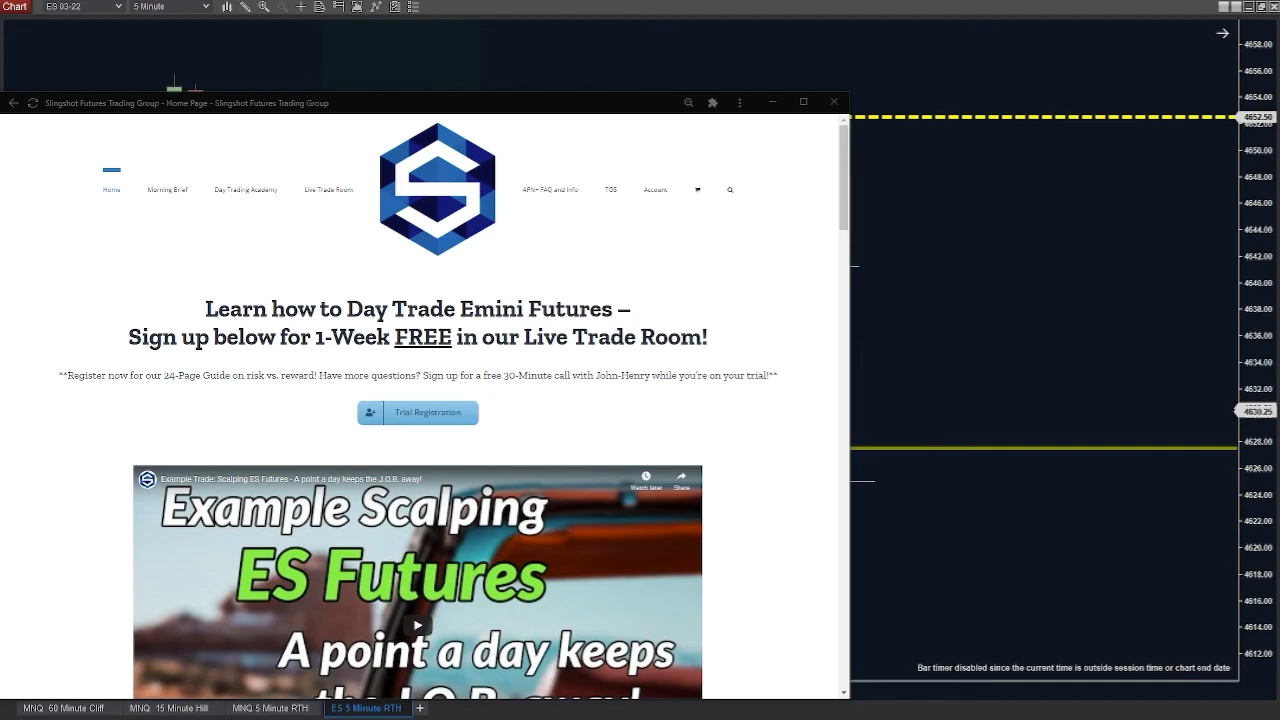 Chart ES 03-22 5 Minute
Slingshot Futures Trading Group - Home Page - Slingshot Futures Trading Group
Home Morning Brief Day Trading Academy Live Trade Room APN+ FAQ and Info TOS Account
Learn how to Day Trade Emini Futures –
Sign up below for 1-Week FREE in our Live Trade Room!
**Register now for our 24-Page Guide on risk vs. reward! Have more questions? Sign up for a free 30-Minute call with John-Henry while you're on your trial!**
Trial Registration
Example Trade: Scalping ES Futures - A point a day keeps the J.O.B. away!
Watch later Share
Example Scalping
ES Futures
A point a day keeps
the J.O.B. away!
4658.00
4656.00
4654.00
4652.50
4650.00
4648.00
4646.00
4644.00
4642.00
4640.00
4638.00
4636.00
4634.00
4632.00
4630.25
4628.00
4626.00
4624.00
4622.00
4620.00
4618.00
4616.00
4614.00
4612.00
Bar timer disabled since the current time is outside session time or chart end date
MNQ 60 Minute Cliff MNQ 15 Minute Hill MNQ 5 Minute RTH ES 5 Minute RTH +